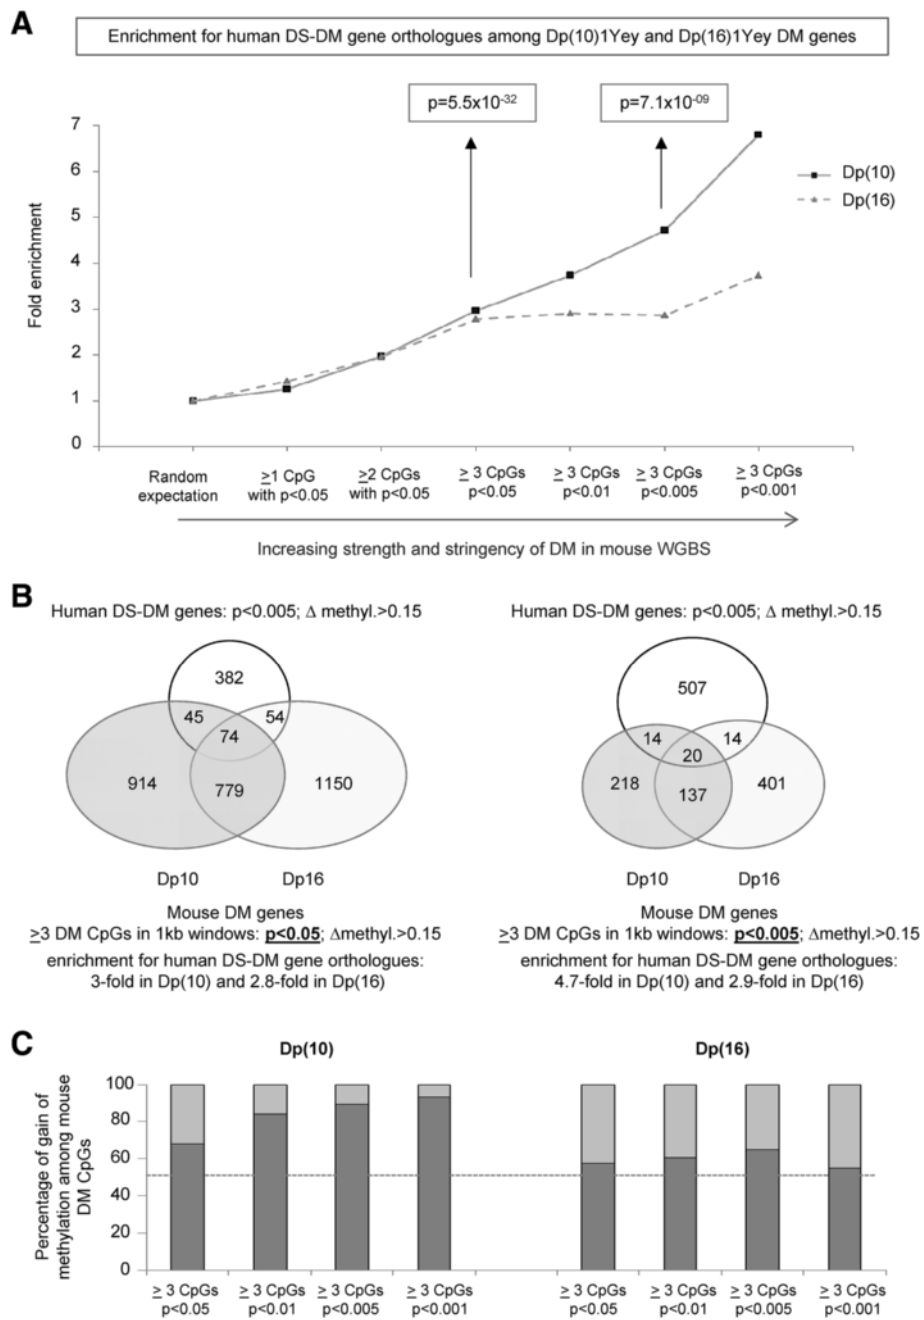 A
Enrichment for human DS-DM gene orthologues among Dp(10)1Yey and Dp(16)1Yey DM genes
p=5.5x10-32
p=7.1x10-09
7
6
5
4
3
2
1
0
Fold enrichment
Dp(10)
Dp(16)
Random expectation
≥1 CpG with p<0.05
≥2 CpGs with p<0.05
≥ 3 CpGs p<0.05
≥ 3 CpGs p<0.01
≥ 3 CpGs p<0.005
≥ 3 CpGs p<0.001
Increasing strength and stringency of DM in mouse WGBS
B
Human DS-DM genes: p<0.005; Δ methyl.>0.15
382
45
54
74
914
779
1150
Dp10
Dp16
Mouse DM genes
≥3 DM CpGs in 1kb windows: p<0.05; Δmethyl.>0.15
enrichment for human DS-DM gene orthologues:
3-fold in Dp(10) and 2.8-fold in Dp(16)
Human DS-DM genes: p<0.005; Δ methyl.>0.15
507
14
14
20
218
137
401
Dp10
Dp16
Mouse DM genes
≥3 DM CpGs in 1kb windows: p<0.005; Δmethyl.>0.15
enrichment for human DS-DM gene orthologues:
4.7-fold in Dp(10) and 2.9-fold in Dp(16)
C
Dp(10)
Dp(16)
Percentage of gain of
methylation among mouse
DM CpGs
100
80
60
40
20
0
≥ 3 CpGs p<0.05
≥ 3 CpGs p<0.01
≥ 3 CpGs p<0.005
≥ 3 CpGs p<0.001
≥ 3 CpGs p<0.05
≥ 3 CpGs p<0.01
≥ 3 CpGs p<0.005
≥ 3 CpGs p<0.001